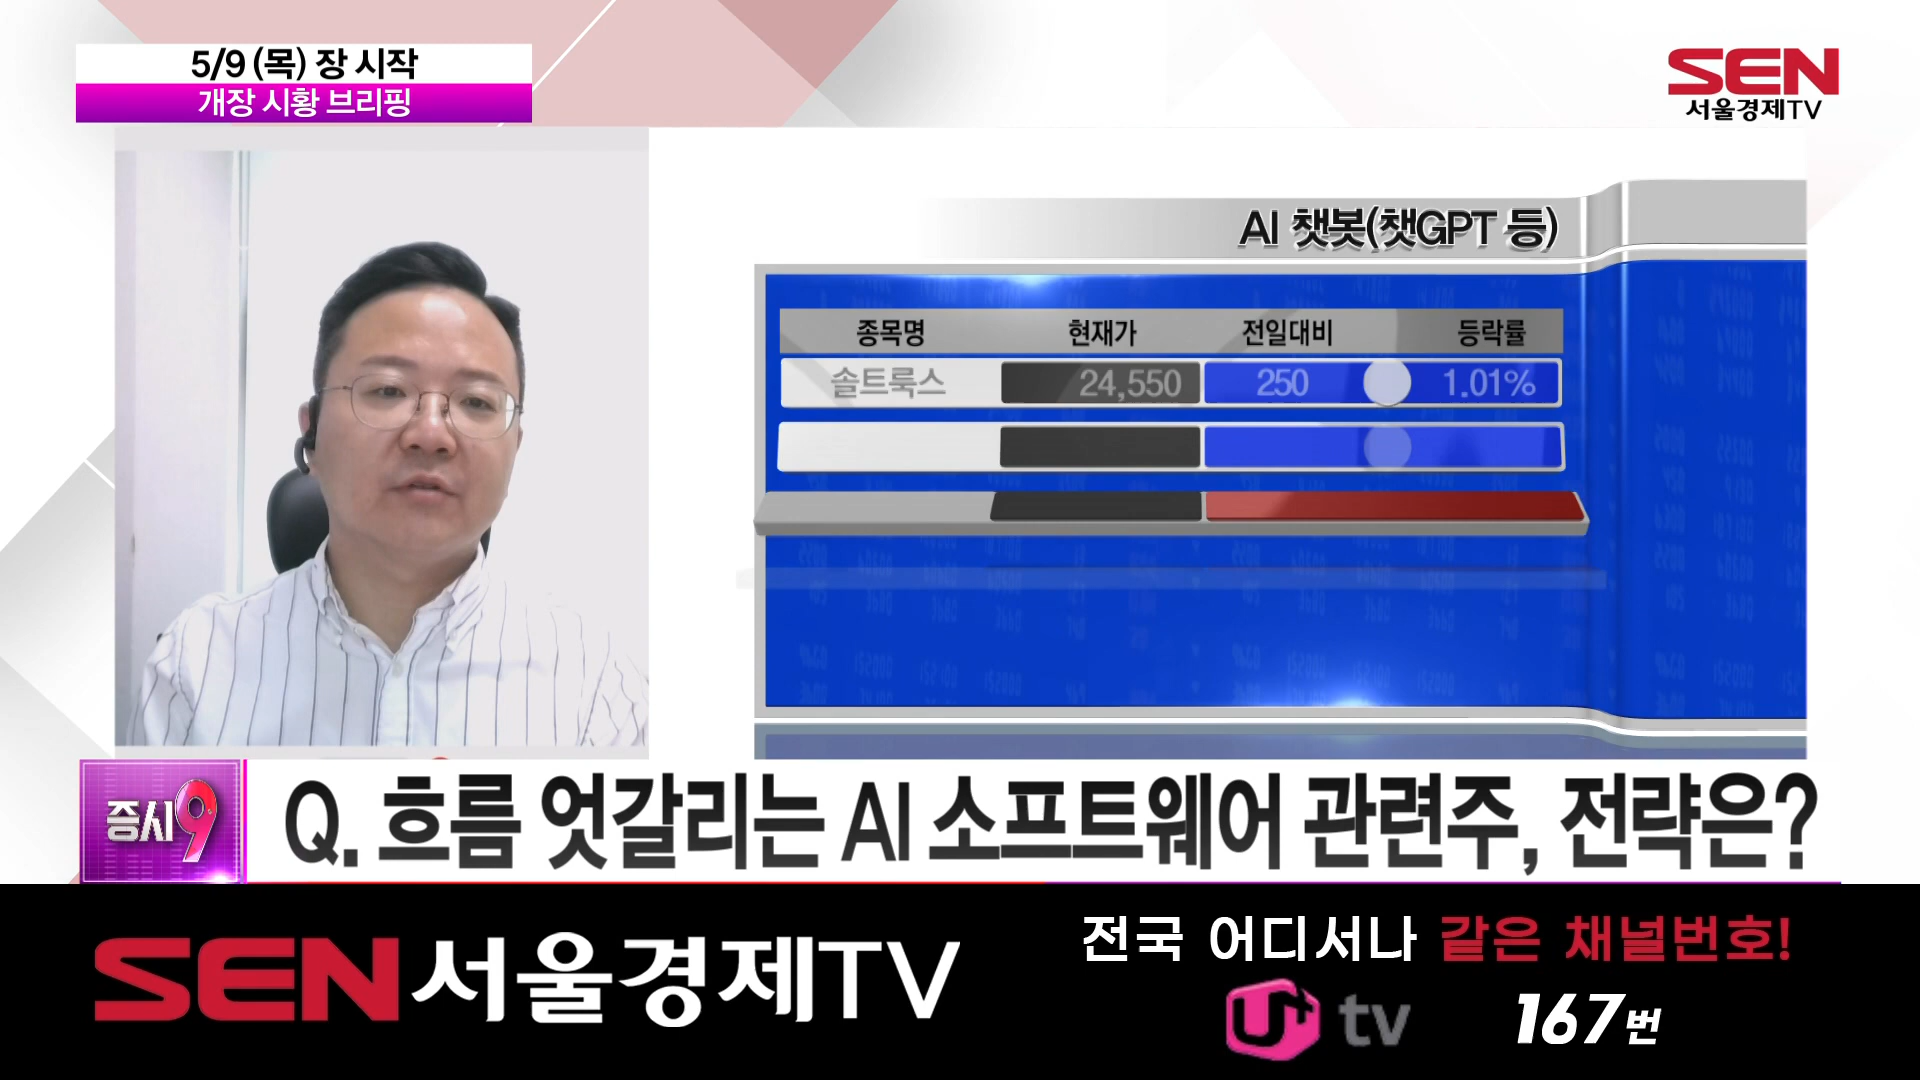 5/9 (목) 장 시작
개장 시황 브리핑
SEN
서울경제TV
AI 챗봇(챗GPT 등)
종목명 현재가 전일대비 등락률
솔트룩스 24,550 250 1.01%
증시9
Q. 흐름 엇갈리는 AI 소프트웨어 관련주, 전략은?
SEN 서울경제TV
전국 어디서나 같은 채널번호!
U+ tv 167번